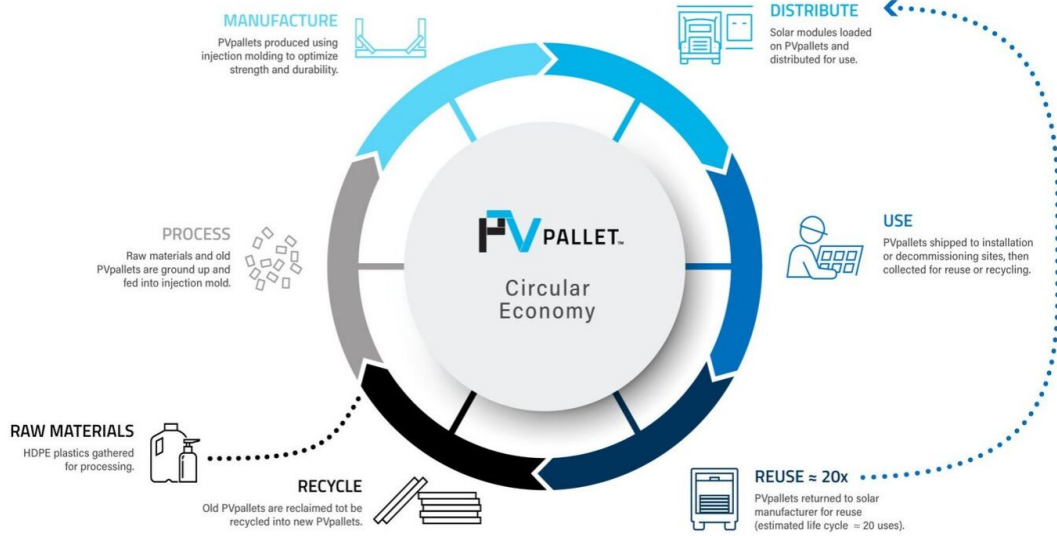 MANUFACTURE
PVpallets produced using
injection molding to optimize
strength and durability.
DISTRIBUTE
Solar modules loaded
on PVpallets and
distributed for use.
PROCESS
Raw materials and old
PVpallets are ground up and
fed into injection mold.
PV PALLET™
Circular
Economy
USE
PVpallets shipped to installation
or decommissioning sites, then
collected for reuse or recycling.
RAW MATERIALS
HDPE plastics gathered
for processing.
RECYCLE
Old PVpallets are reclaimed tot be
recycled into new PVpallets.
REUSE ≈ 20x
PVpallets returned to solar
manufacturer for reuse
(estimated life cycle ≈ 20 uses).